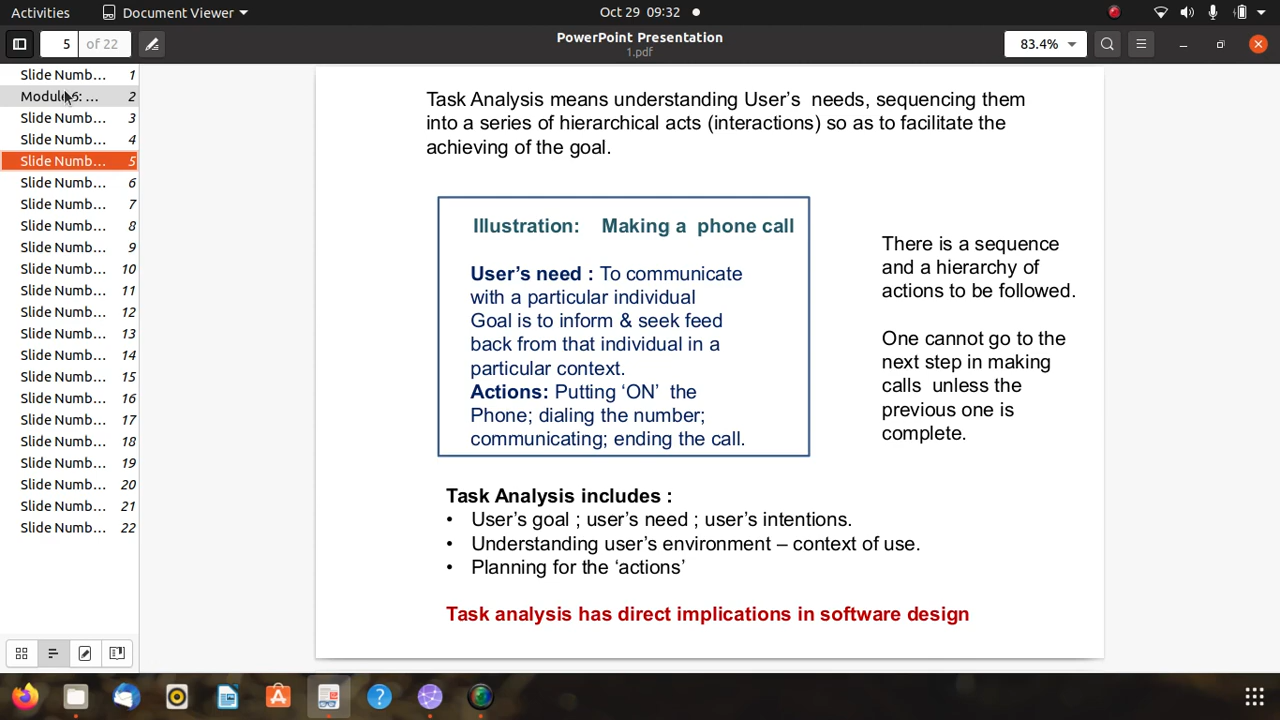 Activities
Document Viewer
Oct 29 09:32
5
of 22
PowerPoint Presentation
1.pdf
83.4%
Slide Numb... 1
Module 5: ... 2
Slide Numb... 3
Slide Numb... 4
Slide Numb... 5
Slide Numb... 6
Slide Numb... 7
Slide Numb... 8
Slide Numb... 9
Slide Numb... 10
Slide Numb... 11
Slide Numb... 12
Slide Numb... 13
Slide Numb... 14
Slide Numb... 15
Slide Numb... 16
Slide Numb... 17
Slide Numb... 18
Slide Numb... 19
Slide Numb... 20
Slide Numb... 21
Slide Numb... 22
Task Analysis means understanding User's needs, sequencing them
into a series of hierarchical acts (interactions) so as to facilitate the
achieving of the goal.
Illustration: Making a phone call
User's need : To communicate
with a particular individual
Goal is to inform & seek feed
back from that individual in a
particular context.
Actions: Putting 'ON' the
Phone; dialing the number;
communicating; ending the call.
There is a sequence
and a hierarchy of
actions to be followed.
One cannot go to the
next step in making
calls unless the
previous one is
complete.
Task Analysis includes :
• User's goal ; user's need ; user's intentions.
• Understanding user's environment – context of use.
• Planning for the 'actions'
Task analysis has direct implications in software design